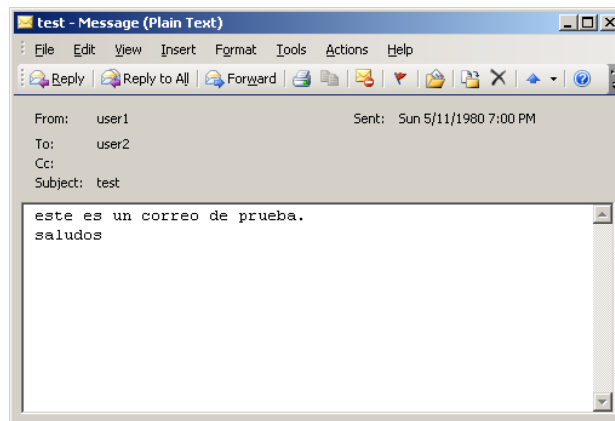 test - Message (Plain Text)
File Edit View Insert Format Tools Actions Help
Reply Reply to All Forward
From: user1 Sent: Sun 5/11/1980 7:00 PM
To: user2
Cc:
Subject: test
este es un correo de prueba.
saludos